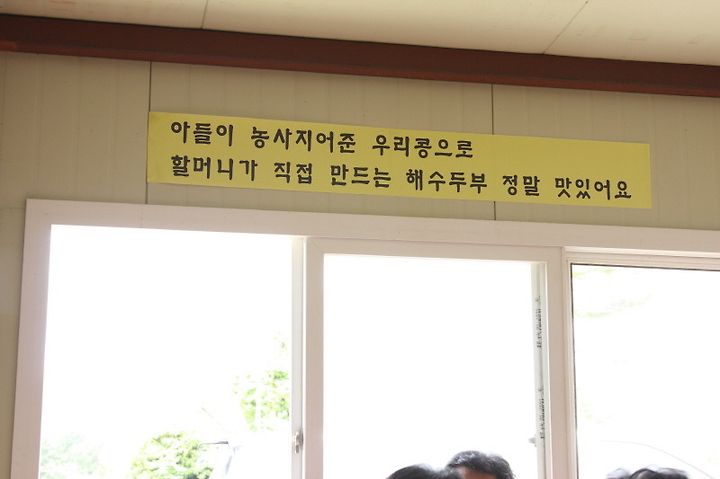 아들이 농사지어준 우리콩으로
할머니가 직접 만드는 해수두부 정말 맛있어요